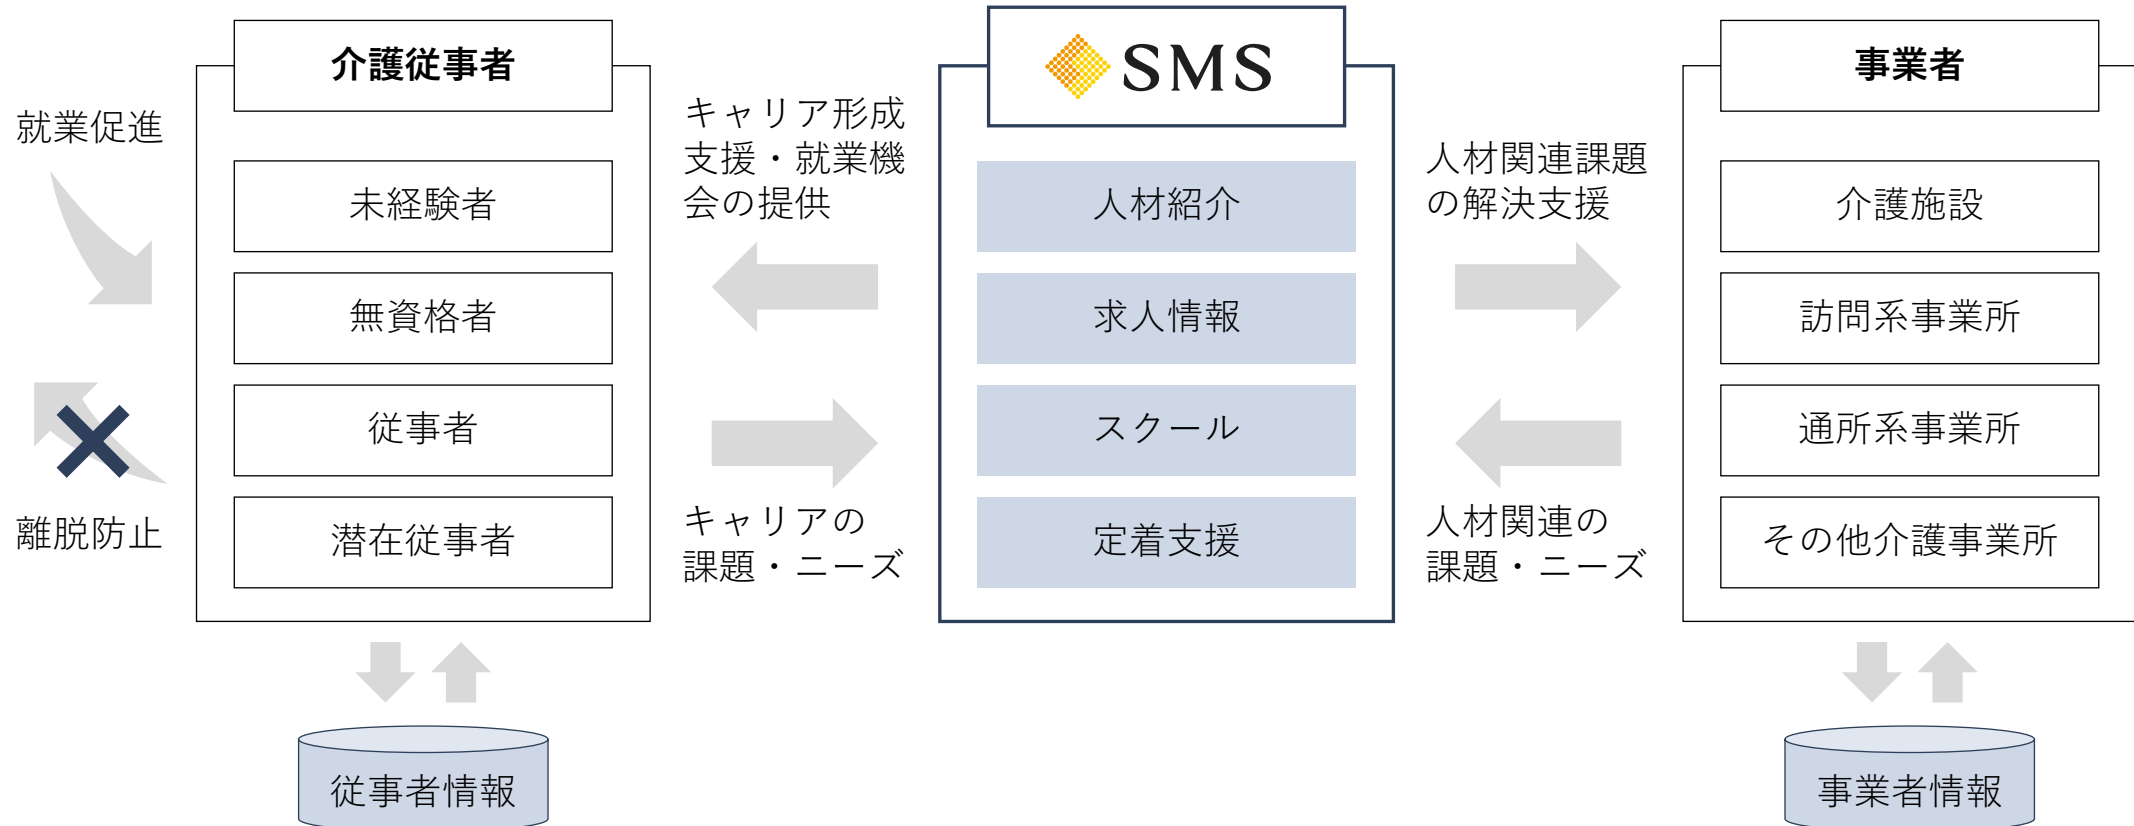 介護従事者
就業促進
未経験者
無資格者
従事者
潜在従事者
離脱防止
従事者情報
キャリア形成
支援・就業機
会の提供
キャリアの
課題・ニーズ
SMS
人材紹介
求人情報
スクール
定着支援
人材関連課題
の解決支援
人材関連の
課題・ニーズ
事業者
介護施設
訪問系事業所
通所系事業所
その他介護事業所
事業者情報